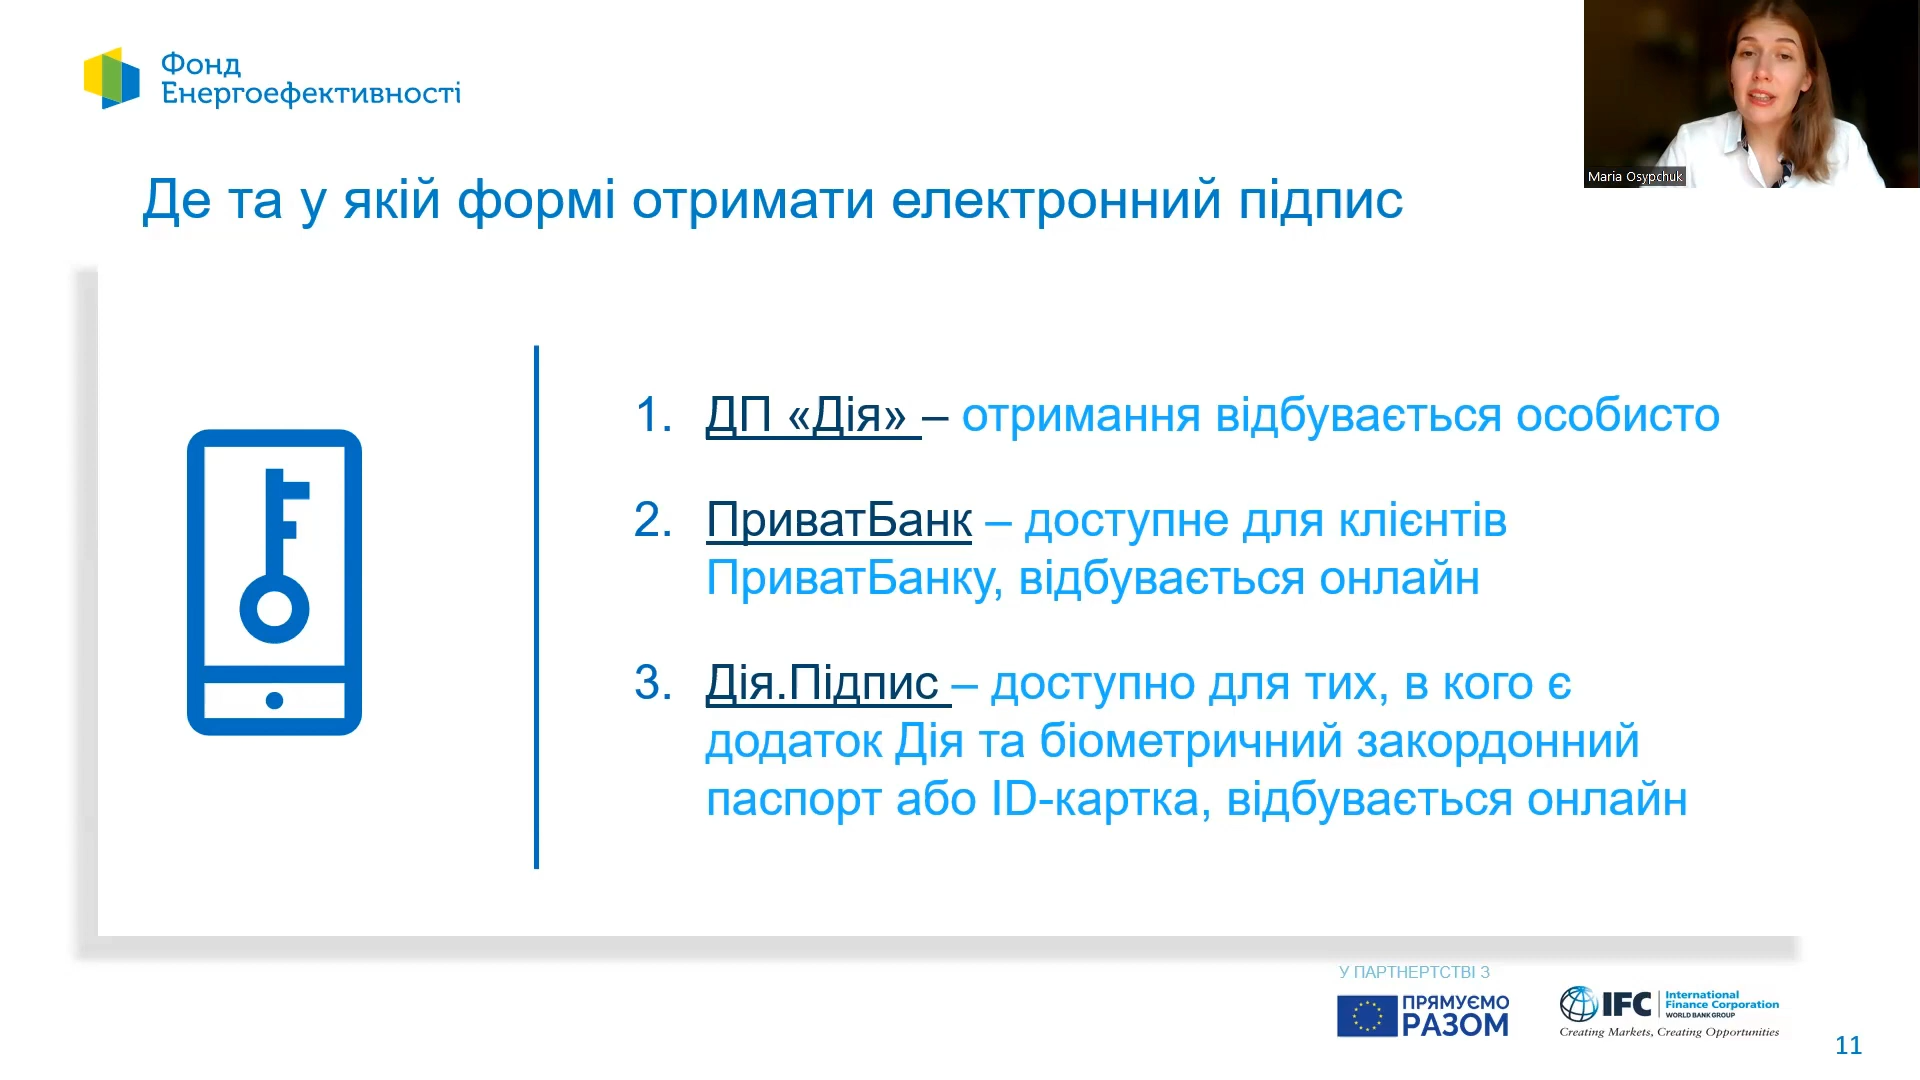 Фонд
Енергоефективності
Maria Osypchuk
Де та у якій формі отримати електронний підпис
1. ДП «Дія» – отримання відбувається особисто
2. ПриватБанк – доступне для клієнтів
ПриватБанку, відбувається онлайн
3. Дія.Підпис – доступно для тих, в кого є
додаток Дія та біометричний закордонний
паспорт або ID-картка, відбувається онлайн
У ПАРТНЕРТСТВІ З
ПРЯМУЄМО
РАЗОМ
IFC International
Finance Corporation
WORLD BANK GROUP
Creating Markets, Creating Opportunities
11